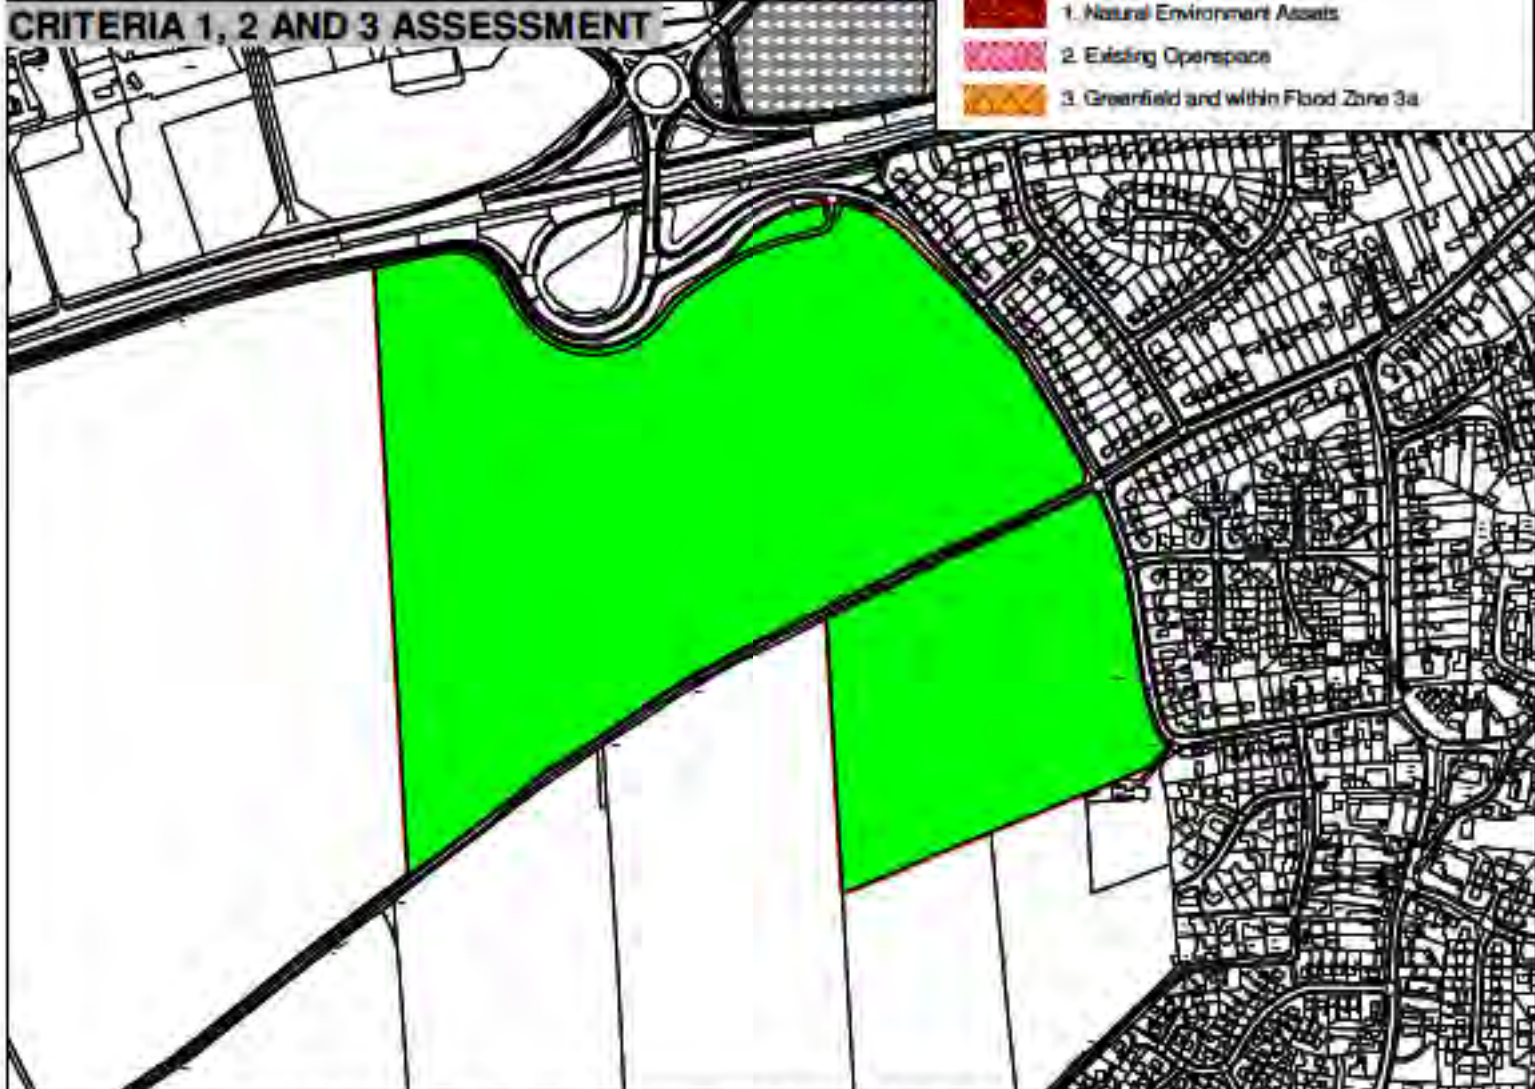 CRITERIA 1, 2 AND 3 ASSESSMENT
1. Natural Environment Assets
2. Existing Openspace
3. Greenfield and within Flood Zone 3a